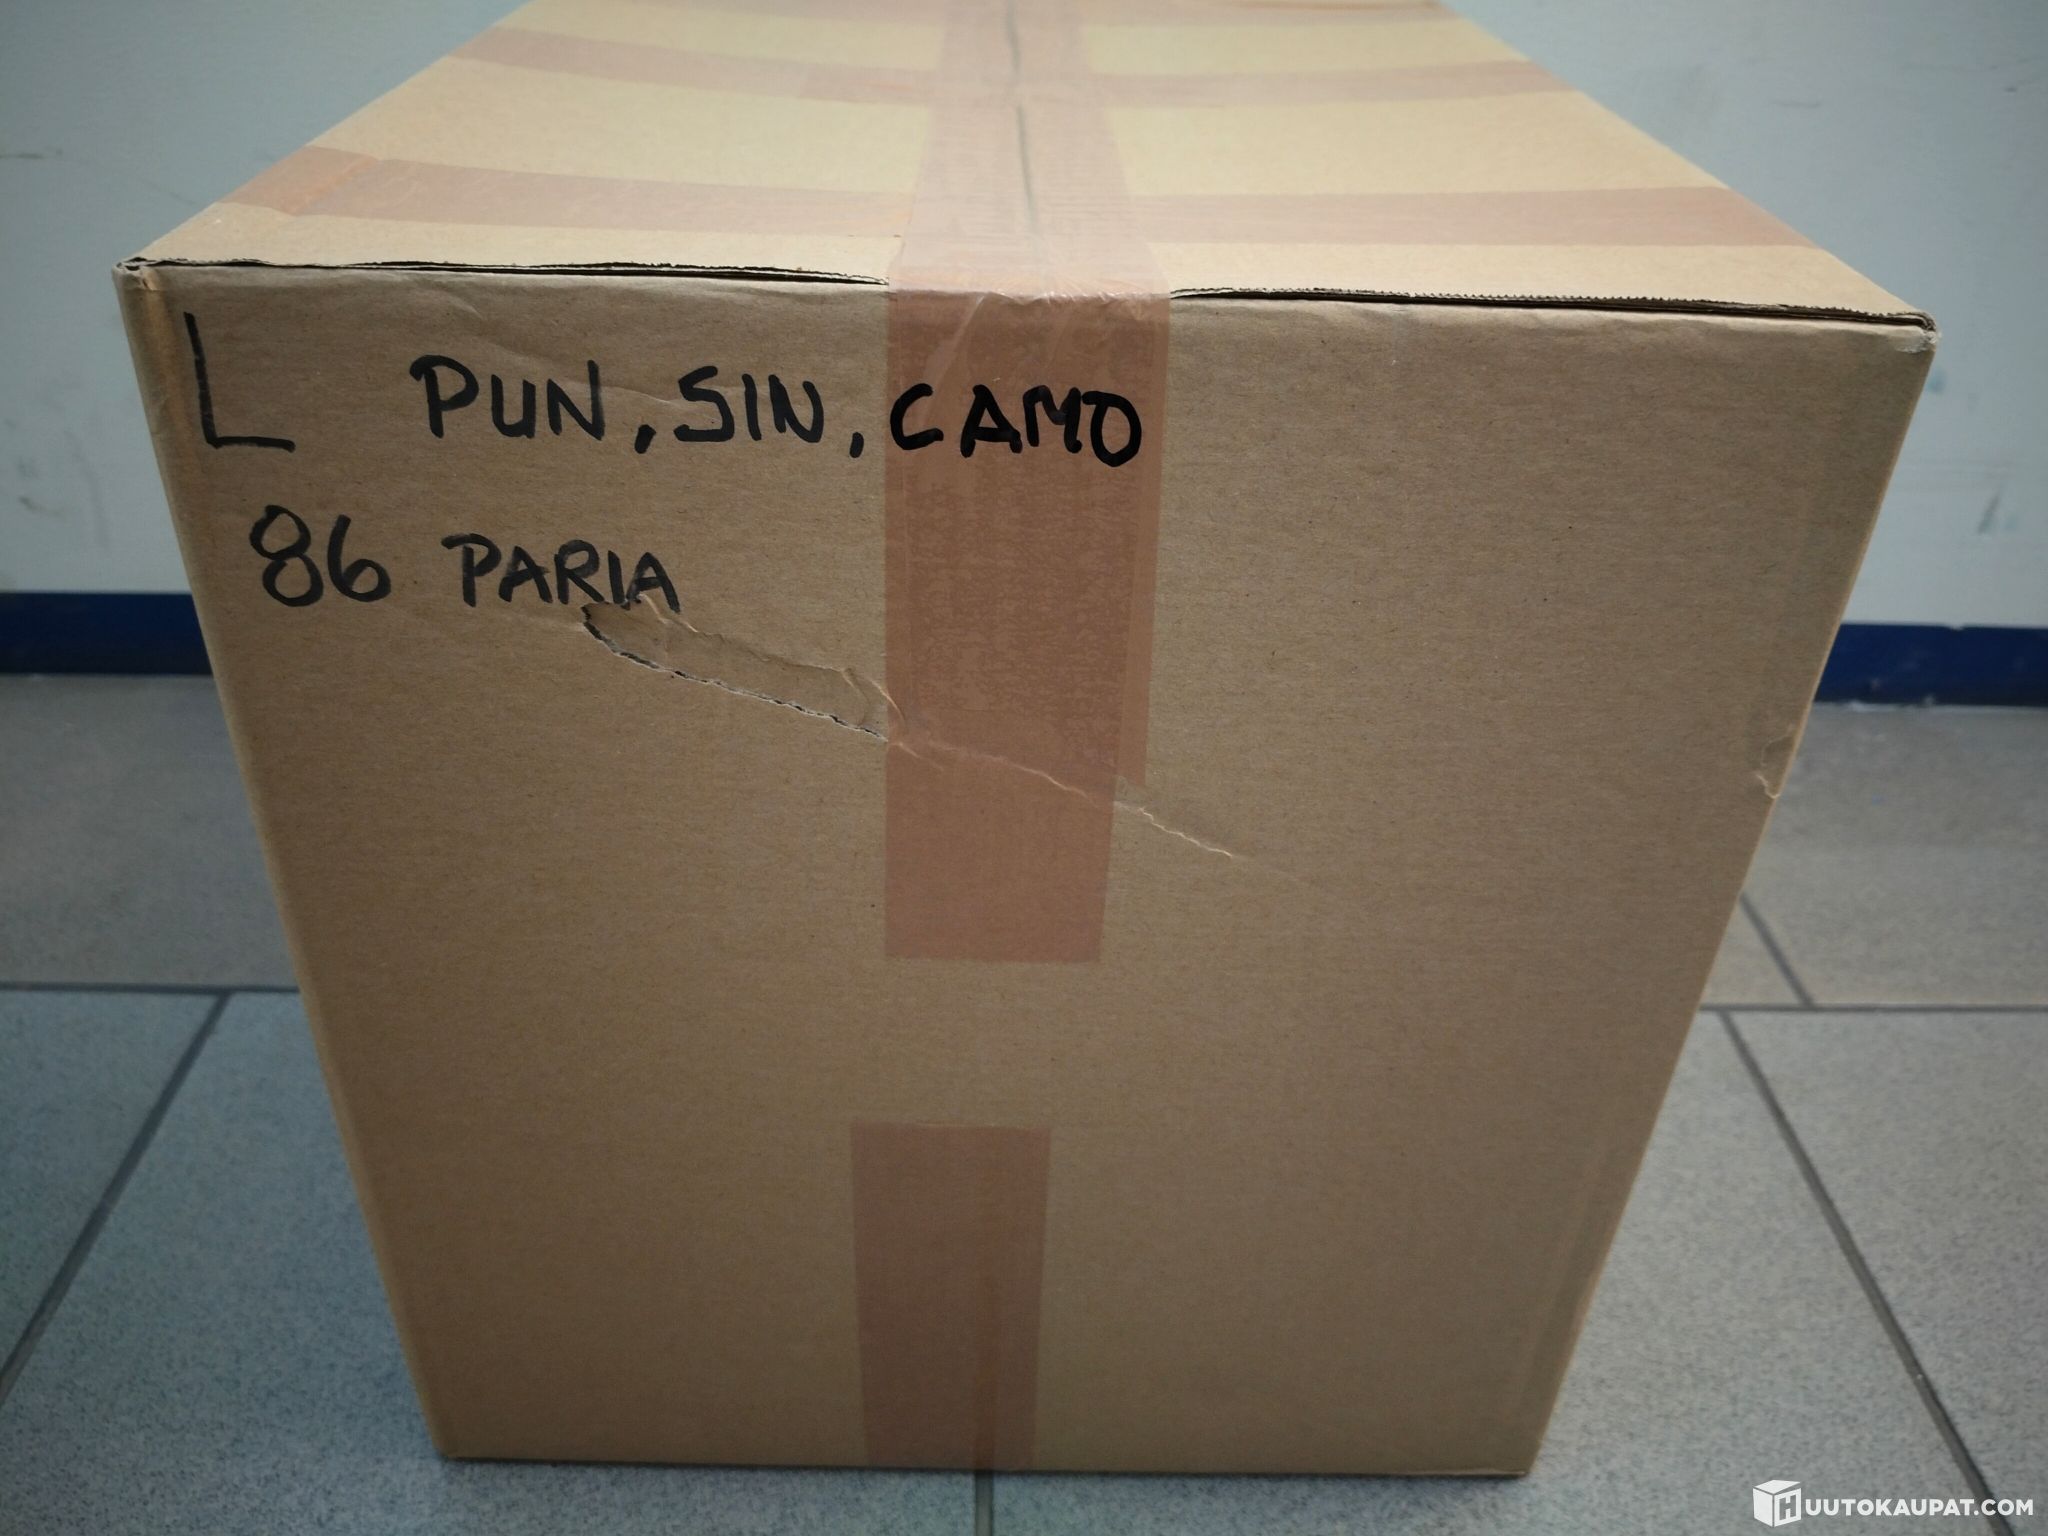 L PUN, SIN, CAMO
86 PARIA
HUUTOKAUPAT.COM